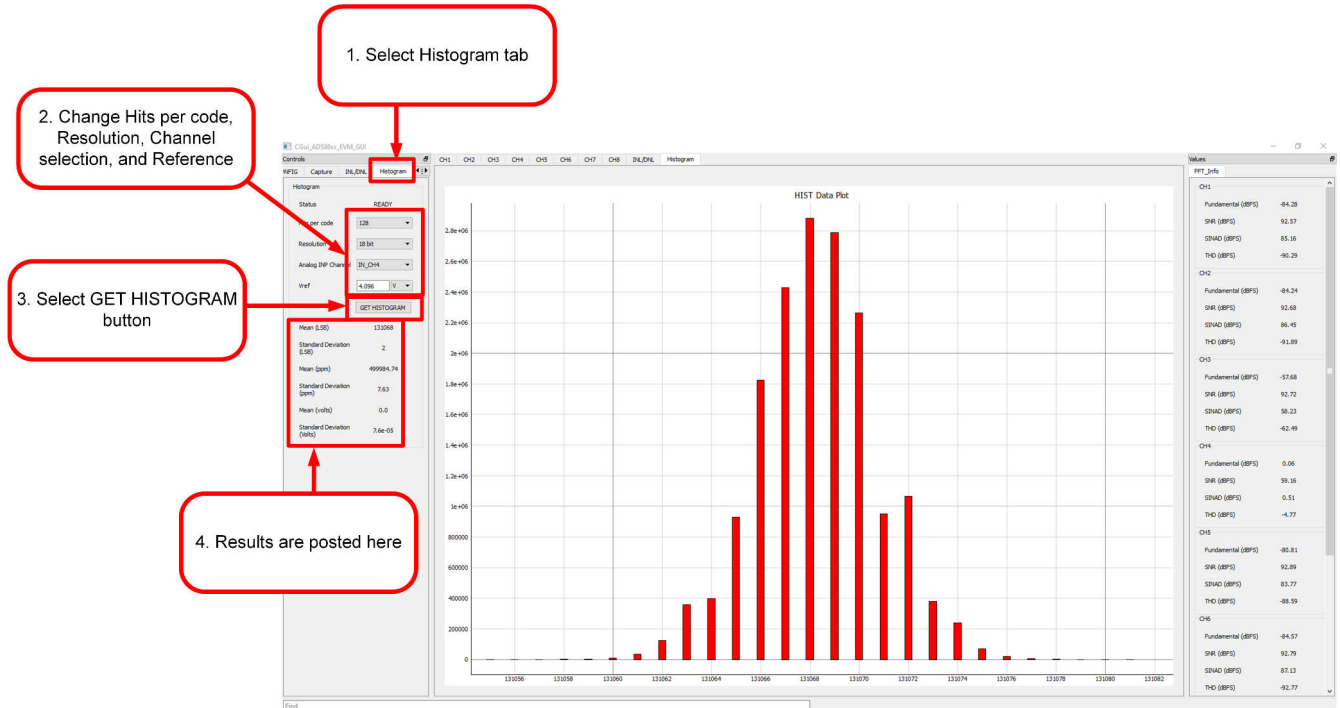 1. Select Histogram tab
2. Change Hits per code,
Resolution, Channel
selection, and Reference
3. Select GET HISTOGRAM
button
4. Results are posted here
Controls
Capture
INL/DNL
Histogram
Histogram
Status
READY
Hits per code
128
Resolution
18 bit
Analog INP Channel
IN_CH4
Vref
4.096
V
GET HISTOGRAM
Mean (LSB)
131068
Standard Deviation
(LSB)
2
Mean (ppm)
499984.74
Standard Deviation
(ppm)
7.63
Mean (volts)
0.0
Standard Deviation
(Volts)
7.6e-05
CH1
CH2
CH3
CH4
CH5
CH6
CH7
CH8
INL/DNL
Histogram
HIST Data Plot
2.8e+06
2.6e+06
2.4e+06
2.2e+06
2e+06
1.8e+06
1.6e+06
1.4e+06
1.2e+06
1e+06
800000
600000
400000
200000
0
131056
131058
131060
131062
131064
131066
131068
131070
131072
131074
131076
131078
131080
131082
Values
FFT_Info
CH1
Fundamental (dBFS) -84.28
SNR (dBFS) 92.57
SINAD (dBFS) 85.16
THD (dBFS) -90.29
CH2
Fundamental (dBFS) -84.24
SNR (dBFS) 92.68
SINAD (dBFS) 86.45
THD (dBFS) -91.89
CH3
Fundamental (dBFS) -57.68
SNR (dBFS) 92.72
SINAD (dBFS) 58.23
THD (dBFS) -62.49
CH4
Fundamental (dBFS) 0.06
SNR (dBFS) 59.16
SINAD (dBFS) 0.51
THD (dBFS) -4.77
CH5
Fundamental (dBFS) -80.81
SNR (dBFS) 92.89
SINAD (dBFS) 83.77
THD (dBFS) -88.59
CH6
Fundamental (dBFS) -84.57
SNR (dBFS) 92.79
SINAD (dBFS) 87.13
THD (dBFS) -92.77
Find